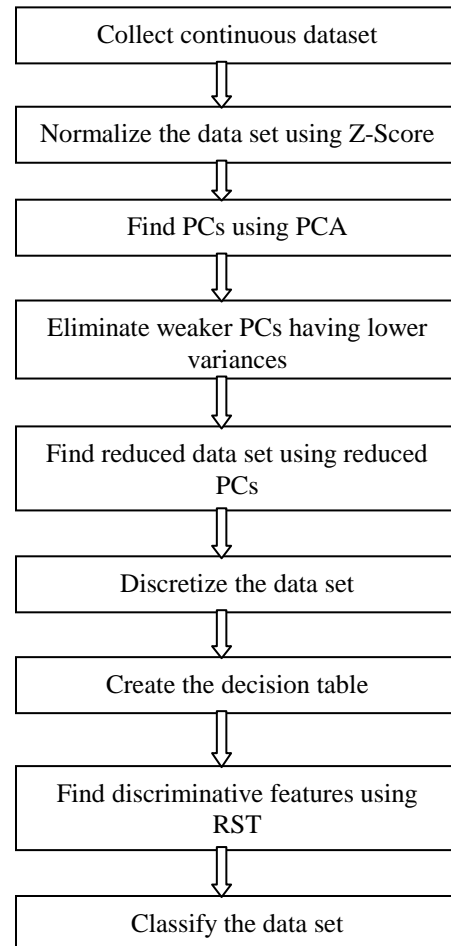 Collect continuous dataset
Normalize the data set using Z-Score
Find PCs using PCA
Eliminate weaker PCs having lower
variances
Find reduced data set using reduced
PCs
Discretize the data set
Create the decision table
Find discriminative features using
RST
Classify the data set